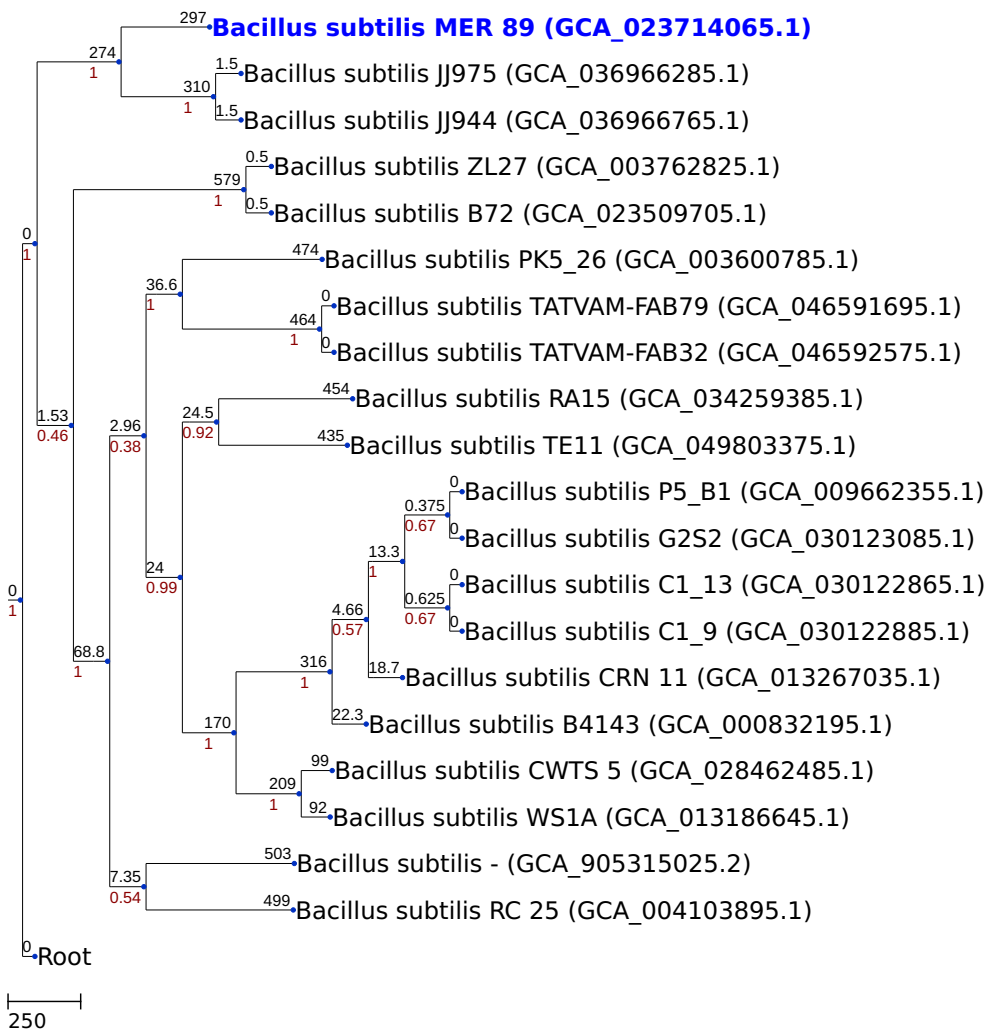 297
Bacillus subtilis MER 89 (GCA_023714065.1)
274
1
1.5
Bacillus subtilis JJ975 (GCA_036966285.1)
310
1
1.5
Bacillus subtilis JJ944 (GCA_036966765.1)
0.5
Bacillus subtilis ZL27 (GCA_003762825.1)
579
1
0.5
Bacillus subtilis B72 (GCA_023509705.1)
0
1
474
Bacillus subtilis PK5_26 (GCA_003600785.1)
36.6
1
0
Bacillus subtilis TATVAM-FAB79 (GCA_046591695.1)
464
1
0
Bacillus subtilis TATVAM-FAB32 (GCA_046592575.1)
454
Bacillus subtilis RA15 (GCA_034259385.1)
1.53
0.46
2.96
0.38
24.5
0.92
435
Bacillus subtilis TE11 (GCA_049803375.1)
0
Bacillus subtilis P5_B1 (GCA_009662355.1)
0.375
0.67
0
Bacillus subtilis G2S2 (GCA_030123085.1)
13.3
1
24
0.99
0
Bacillus subtilis C1_13 (GCA_030122865.1)
0
1
0.625
0.67
0
Bacillus subtilis C1_9 (GCA_030122885.1)
4.66
0.57
68.8
1
316
1
18.7
Bacillus subtilis CRN 11 (GCA_013267035.1)
22.3
Bacillus subtilis B4143 (GCA_000832195.1)
170
1
99
Bacillus subtilis CWTS 5 (GCA_028462485.1)
209
1
92
Bacillus subtilis WS1A (GCA_013186645.1)
503
Bacillus subtilis - (GCA_905315025.2)
7.35
0.54
499
Bacillus subtilis RC 25 (GCA_004103895.1)
0
Root
250